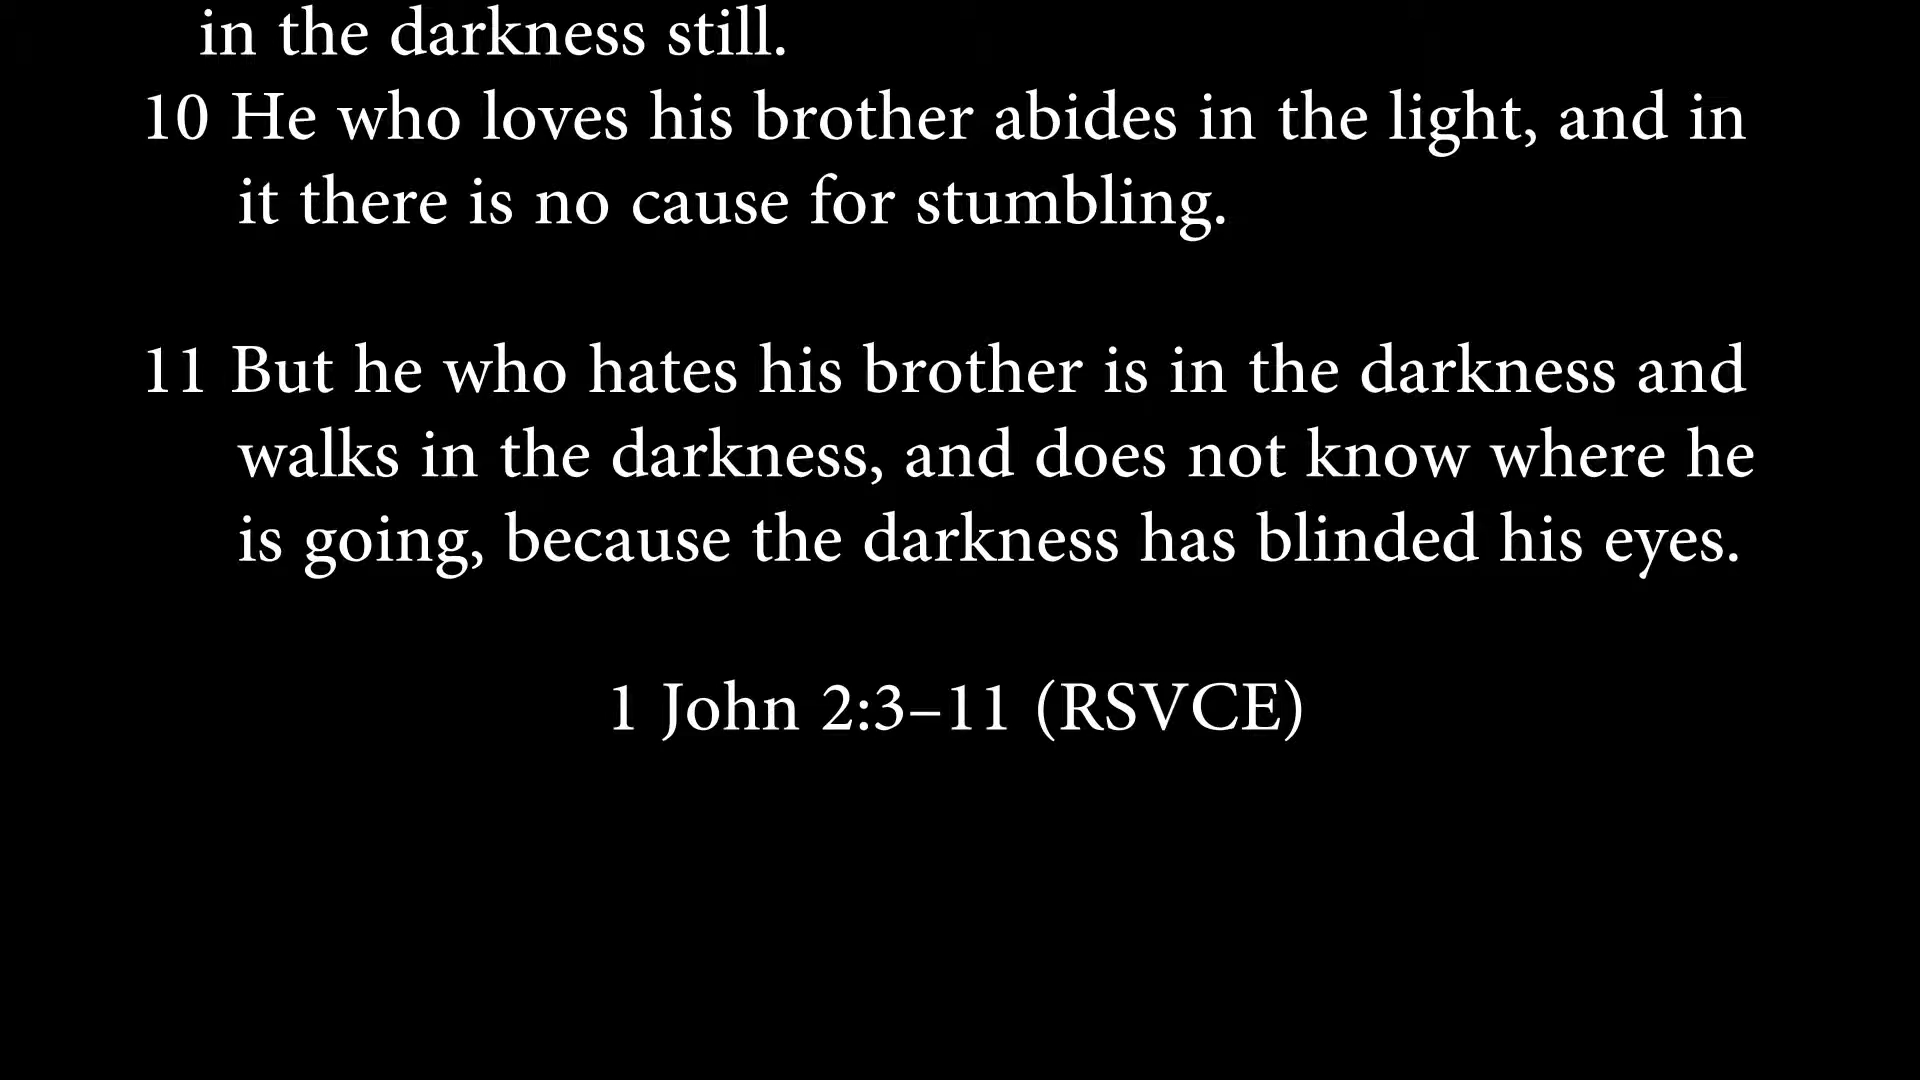 in the darkness still.
10 He who loves his brother abides in the light, and in
it there is no cause for stumbling.
11 But he who hates his brother is in the darkness and
walks in the darkness, and does not know where he
is going, because the darkness has blinded his eyes.
1 John 2:3–11 (RSVCE)